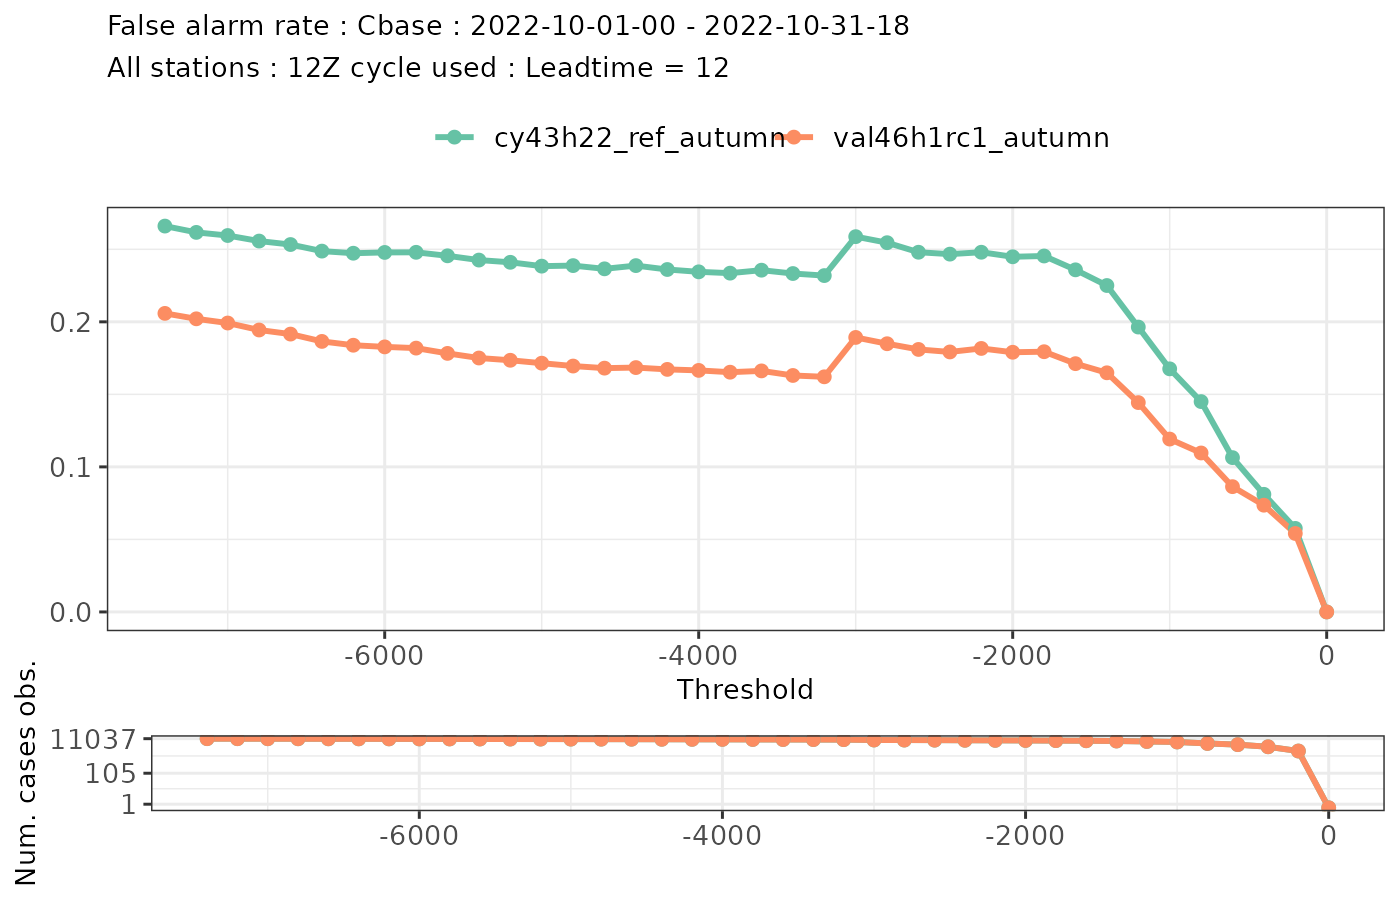 False alarm rate : Cbase : 2022-10-01-00 - 2022-10-31-18
All stations : 12Z cycle used : Leadtime = 12
cy43h22_ref_autumn val46h1rc1_autumn
0.2
0.1
0.0
-6000 -4000 -2000 0
Threshold
Num. cases obs.
11037
105
1
-6000 -4000 -2000 0